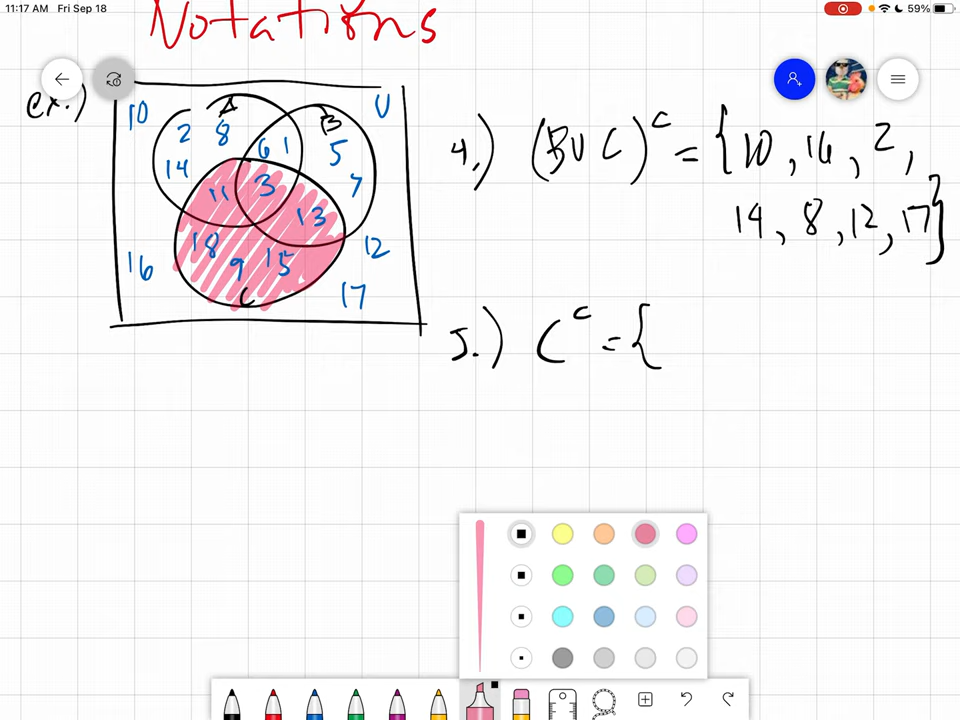 11:17 AM Fri Sep 18
59%
Notations
ex.)
10
A
B
U
2
8
6
1
5
14
11
3
7
13
18
9
15
12
16
C
17
4.) (B∪C)ᶜ = {10, 16, 2,
14, 8, 12, 17}
5.) Cᶜ = {